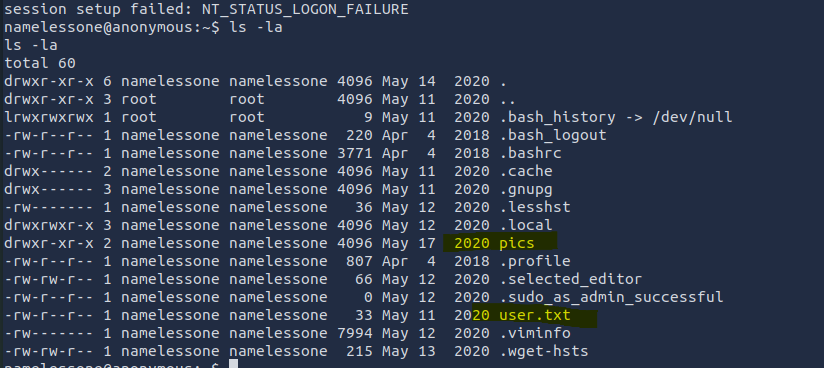 session setup failed: NT_STATUS_LOGON_FAILURE
namelessone@anonymous:~$ ls -la
ls -la
total 60
drwxr-xr-x 6 namelessone namelessone 4096 May 14  2020 .
drwxr-xr-x 3 root        root        4096 May 11  2020 ..
lrwxrwxrwx 1 root        root           9 May 11  2020 .bash_history -> /dev/null
-rw-r--r-- 1 namelessone namelessone  220 Apr  4  2018 .bash_logout
-rw-r--r-- 1 namelessone namelessone 3771 Apr  4  2018 .bashrc
drwx------ 2 namelessone namelessone 4096 May 11  2020 .cache
drwx------ 3 namelessone namelessone 4096 May 11  2020 .gnupg
-rw------- 1 namelessone namelessone   36 May 12  2020 .lesshst
drwxrwxr-x 3 namelessone namelessone 4096 May 12  2020 .local
drwxr-xr-x 2 namelessone namelessone 4096 May 17  2020 pics
-rw-r--r-- 1 namelessone namelessone  807 Apr  4  2018 .profile
-rw-rw-r-- 1 namelessone namelessone   66 May 12  2020 .selected_editor
-rw-r--r-- 1 namelessone namelessone    0 May 12  2020 .sudo_as_admin_successful
-rw-r--r-- 1 namelessone namelessone   33 May 11  2020 user.txt
-rw------- 1 namelessone namelessone 7994 May 12  2020 .viminfo
-rw-rw-r-- 1 namelessone namelessone  215 May 13  2020 .wget-hsts
namelessone@anonymous:~$